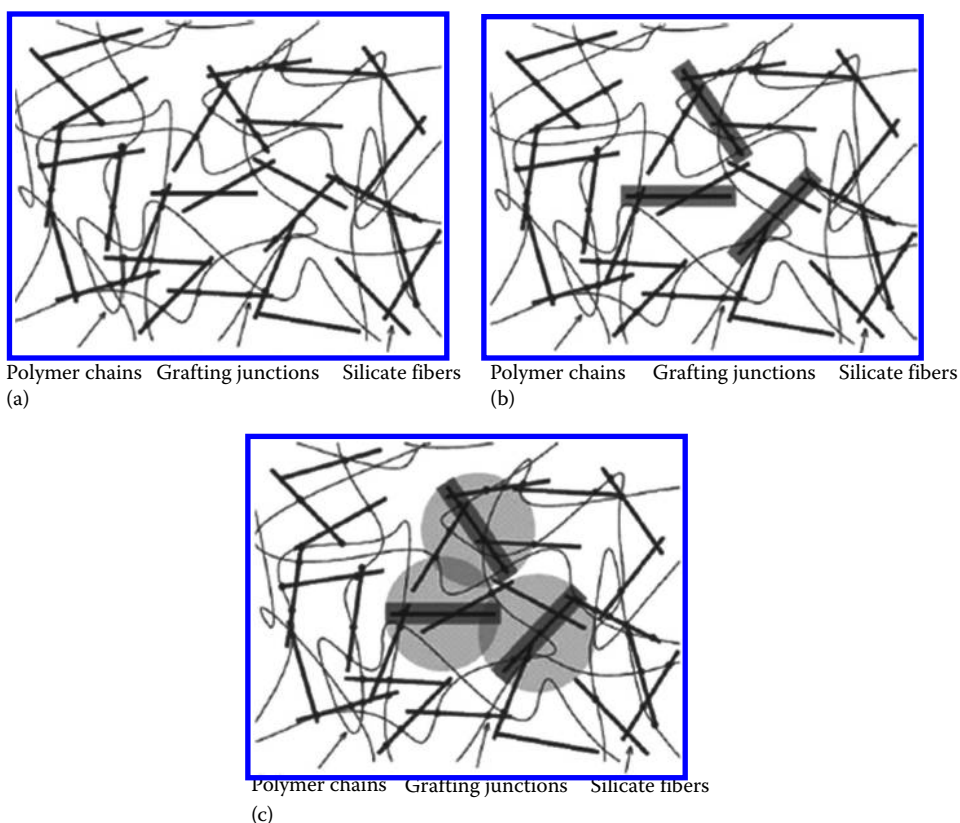 Polymer chains Grafting junctions Silicate fibers
(a)
Polymer chains Grafting junctions Silicate fibers
(b)
Polymer chains Grafting junctions Silicate fibers
(c)